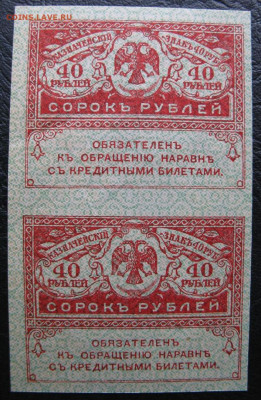 COINS.LAVE.RU
КАЗНАЧЕЙСКІЙ ЗНАКЪ
40 40
РУБЛЕЙ РУБЛЕЙ
СОРОКЪ РУБЛЕЙ
ОБЯЗАТЕЛЕНЪ
КЪ ОБРАЩЕНІЮ НАРАВНѢ
СЪ КРЕДИТНЫМИ БИЛЕТАМИ.
КАЗНАЧЕЙСКІЙ ЗНАКЪ
40 40
РУБЛЕЙ РУБЛЕЙ
СОРОКЪ РУБЛЕЙ
ОБЯЗАТЕЛЕНЪ
КЪ ОБРАЩЕНІЮ НАРАВНѢ
СЪ КРЕДИТНЫМИ БИЛЕТАМИ.